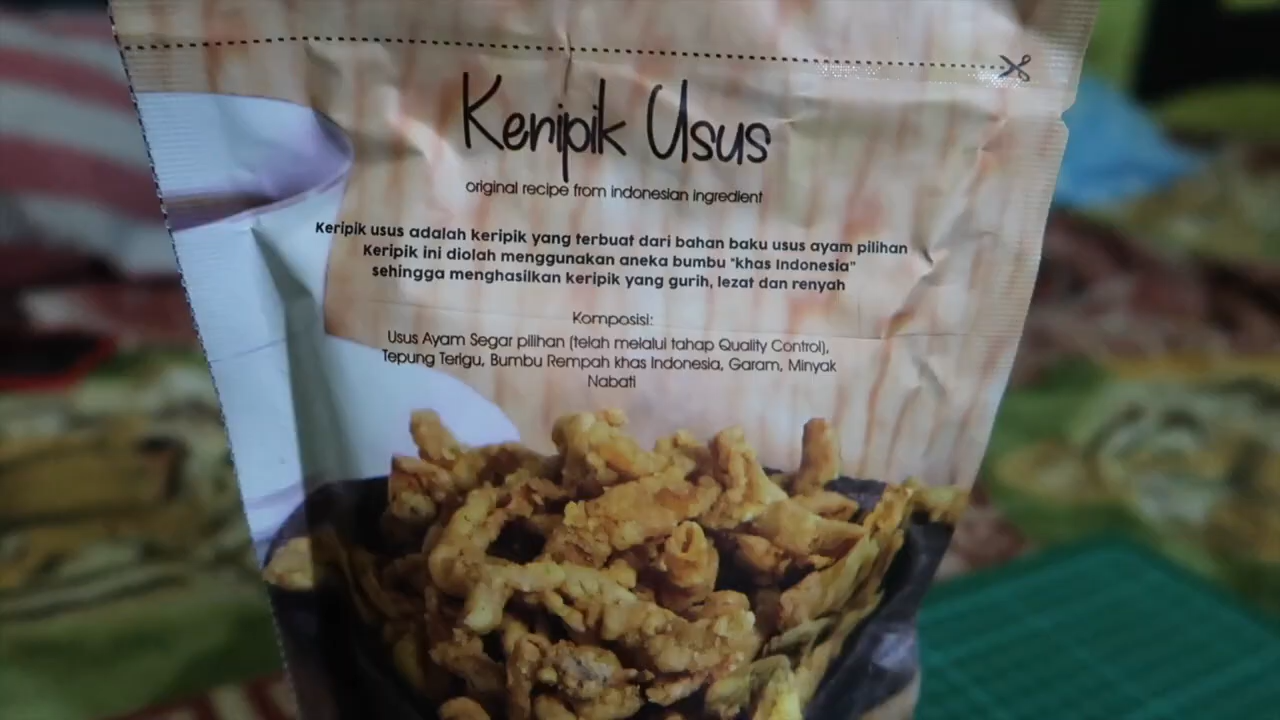 Keripik Usus
original recipe from indonesian ingredient
Keripik usus adalah keripik yang terbuat dari bahan baku usus ayam pilihan
Keripik ini diolah menggunakan aneka bumbu "khas Indonesia"
sehingga menghasilkan keripik yang gurih, lezat dan renyah
Komposisi:
Usus Ayam Segar pilihan (telah melalui tahap Quality Control),
Tepung Terigu, Bumbu Rempah khas Indonesia, Garam, Minyak
Nabati